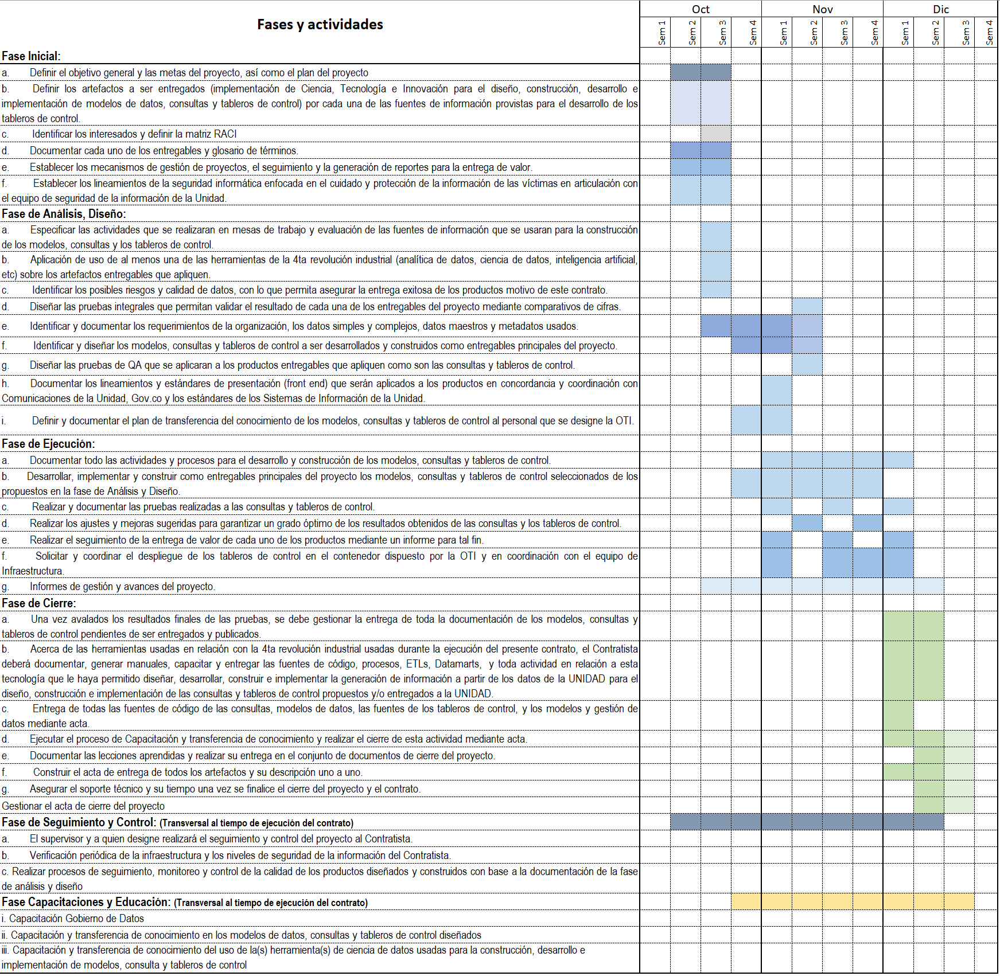 Fases y actividades
Oct
Nov
Dic
Sem 1
Sem 2
Sem 3
Sem 4
Sem 1
Sem 2
Sem 3
Sem 4
Sem 1
Sem 2
Sem 3
Sem 4
Fase Inicial:
a. Definir el objetivo general y las metas del proyecto, así como el plan del proyecto
b. Definir los artefactos a ser entregados (implementación de Ciencia, Tecnología e Innovación para el diseño, construcción, desarrollo e
implementación de modelos de datos, consultas y tableros de control) por cada una de las fuentes de información provistas para el desarrollo de los
tableros de control.
c. Identificar los interesados y definir la matriz RACI
d. Documentar cada uno de los entregables y glosario de términos.
e. Establecer los mecanismos de gestión de proyectos, el seguimiento y la generación de reportes para la entrega de valor.
f. Establecer los lineamientos de la seguridad informática enfocada en el cuidado y protección de la información de las víctimas en articulación con
el equipo de seguridad de la información de la Unidad.
Fase de Análisis, Diseño:
a. Especificar las actividades que se realizaran en mesas de trabajo y evaluación de las fuentes de información que se usaran para la construcción
de los modelos, consultas y los tableros de control.
b. Aplicación de uso de al menos una de las herramientas de la 4ta revolución industrial (analítica de datos, ciencia de datos, inteligencia artificial,
etc) sobre los artefactos entregables que apliquen.
c. Identificar los posibles riesgos y calidad de datos, con lo que permita asegurar la entrega exitosa de los productos motivo de este contrato.
d. Diseñar las pruebas integrales que permitan validar el resultado de cada una de los entregables del proyecto mediante comparativos de cifras.
e. Identificar y documentar los requerimientos de la organización, los datos simples y complejos, datos maestros y metadatos usados.
f. Identificar y diseñar los modelos, consultas y tableros de control a ser desarrollados y construidos como entregables principales del proyecto.
g. Diseñar las pruebas de QA que se aplicaran a los productos entregables que apliquen como son las consultas y tableros de control.
h. Documentar los lineamientos y estándares de presentación (front end) que serán aplicados a los productos en concordancia y coordinación con
Comunicaciones de la Unidad, Gov.co y los estándares de los Sistemas de Información de la Unidad.
i. Definir y documentar el plan de transferencia del conocimiento de los modelos, consultas y tableros de control al personal que se designe la OTI.
Fase de Ejecución:
a. Documentar todo las actividades y procesos para el desarrollo y construcción de los modelos, consultas y tableros de control.
b. Desarrollar, implementar y construir como entregables principales del proyecto los modelos, consultas y tableros de control seleccionados de los
propuestos en la fase de Análisis y Diseño.
c. Realizar y documentar las pruebas realizadas a las consultas y tableros de control.
d. Realizar los ajustes y mejoras sugeridas para garantizar un grado óptimo de los resultados obtenidos de las consultas y los tableros de control.
e. Realizar el seguimiento de la entrega de valor de cada uno de los productos mediante un informe para tal fin.
f. Solicitar y coordinar el despliegue de los tableros de control en el contenedor dispuesto por la OTI y en coordinación con el equipo de
Infraestructura.
g. Informes de gestión y avances del proyecto.
Fase de Cierre:
a. Una vez avalados los resultados finales de las pruebas, se debe gestionar la entrega de toda la documentación de los modelos, consultas y
tableros de control pendientes de ser entregados y publicados.
b. Acerca de las herramientas usadas en relación con la 4ta revolución industrial usadas durante la ejecución del presente contrato, el Contratista
deberá documentar, generar manuales, capacitar y entregar las fuentes de código, procesos, ETLs, Datamarts, y toda actividad en relación a esta
tecnología que le haya permitido diseñar, desarrollar, construir e implementar la generación de información a partir de los datos de la UNIDAD para el
diseño, construcción e implementación de las consultas y tableros de control propuestos y/o entregados a la UNIDAD.
c. Entrega de todas las fuentes de código de las consultas, modelos de datos, las fuentes de los tableros de control, y los modelos y gestión de
datos mediante acta.
d. Ejecutar el proceso de Capacitación y transferencia de conocimiento y realizar el cierre de esta actividad mediante acta.
e. Documentar las lecciones aprendidas y realizar su entrega en el conjunto de documentos de cierre del proyecto.
f. Construir el acta de entrega de todos los artefactos y su descripción uno a uno.
g. Asegurar el soporte técnico y su tiempo una vez se finalice el cierre del proyecto y el contrato.
Gestionar el acta de cierre del proyecto
Fase de Seguimiento y Control: (Transversal al tiempo de ejecución del contrato)
a. El supervisor y a quien designe realizará el seguimiento y control del proyecto al Contratista.
b. Verificación periódica de la infraestructura y los niveles de seguridad de la información del Contratista.
c. Realizar procesos de seguimiento, monitoreo y control de la calidad de los productos diseñados y construidos con base a la documentación de la fase
de análisis y diseño
Fase Capacitaciones y Educación: (Transversal al tiempo de ejecución del contrato)
i. Capacitación Gobierno de Datos
ii. Capacitación y transferencia de conocimiento en los modelos de datos, consultas y tableros de control diseñados
iii. Capacitación y transferencia de conocimiento del uso de la(s) herramienta(s) de ciencia de datos usadas para la construcción, desarrollo e
implementación de modelos, consulta y tableros de control